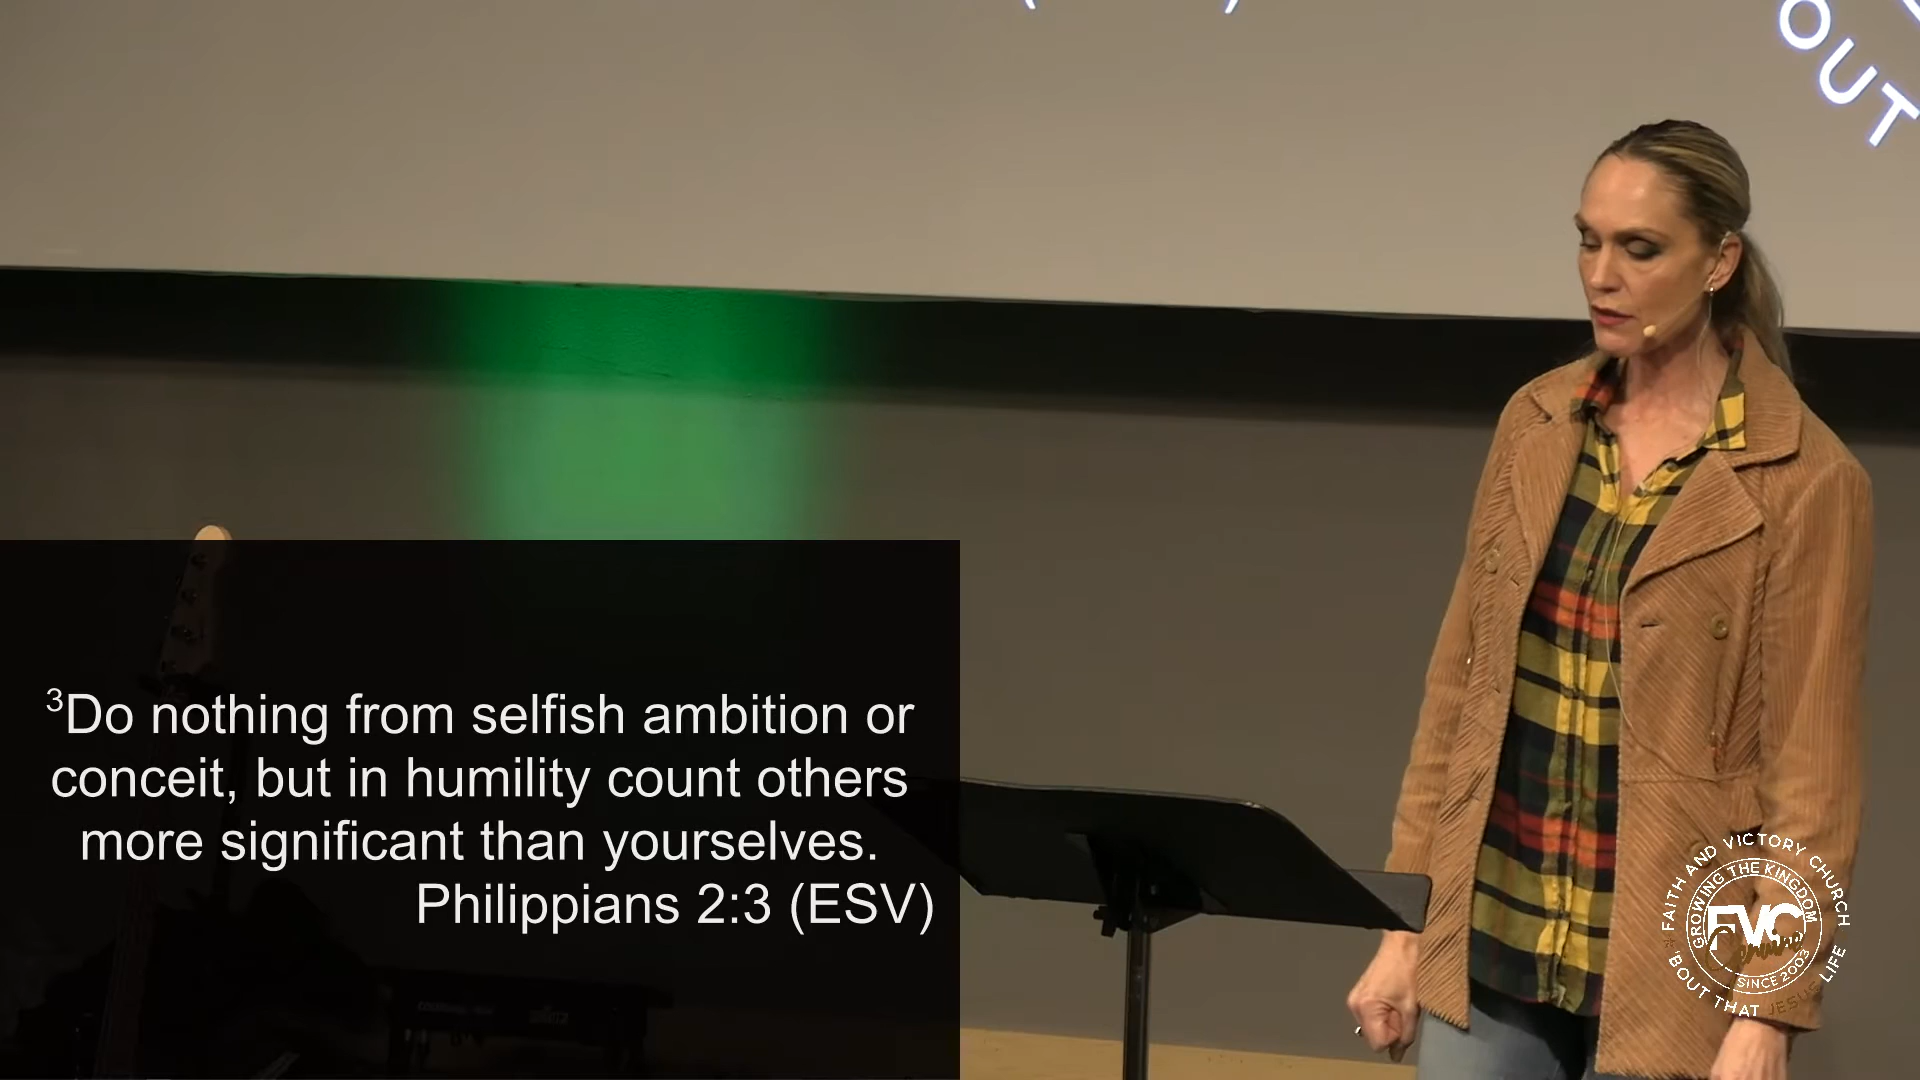 OUT
³Do nothing from selfish ambition or
conceit, but in humility count others
more significant than yourselves.
Philippians 2:3 (ESV)
FAITH AND VICTORY CHURCH
GROWING THE KINGDOM
FVC
SINCE 2003
'BOUT THAT JESUS LIFE